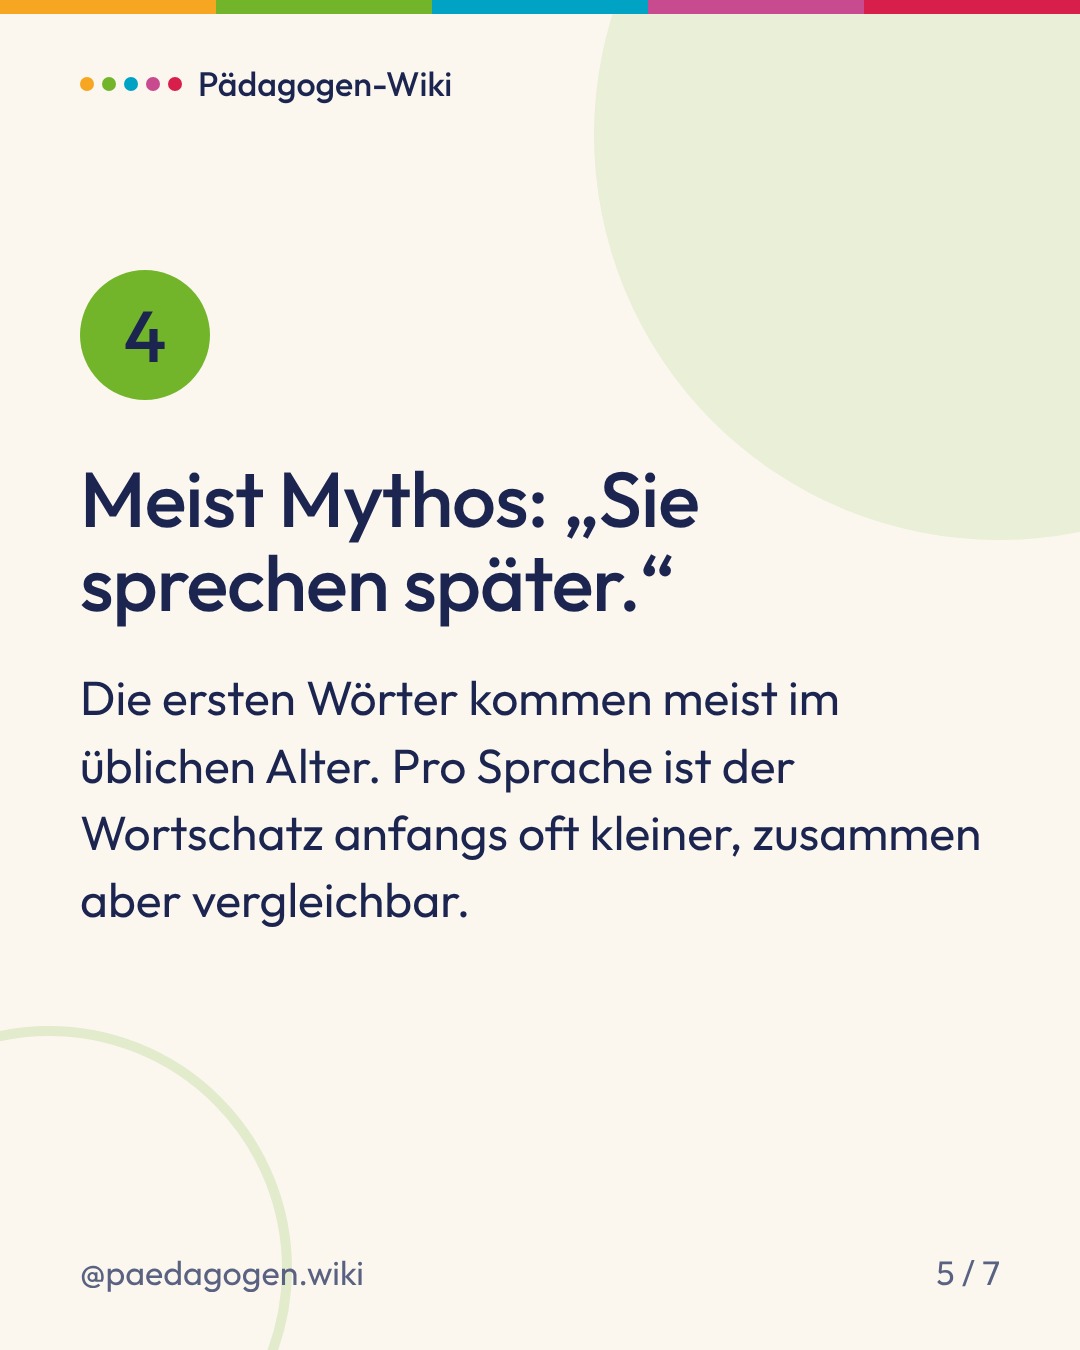 Pädagogen-Wiki
4
Meist Mythos: „Sie
sprechen später.“
Die ersten Wörter kommen meist im
üblichen Alter. Pro Sprache ist der
Wortschatz anfangs oft kleiner, zusammen
aber vergleichbar.
@paedagogen.wiki
5 / 7